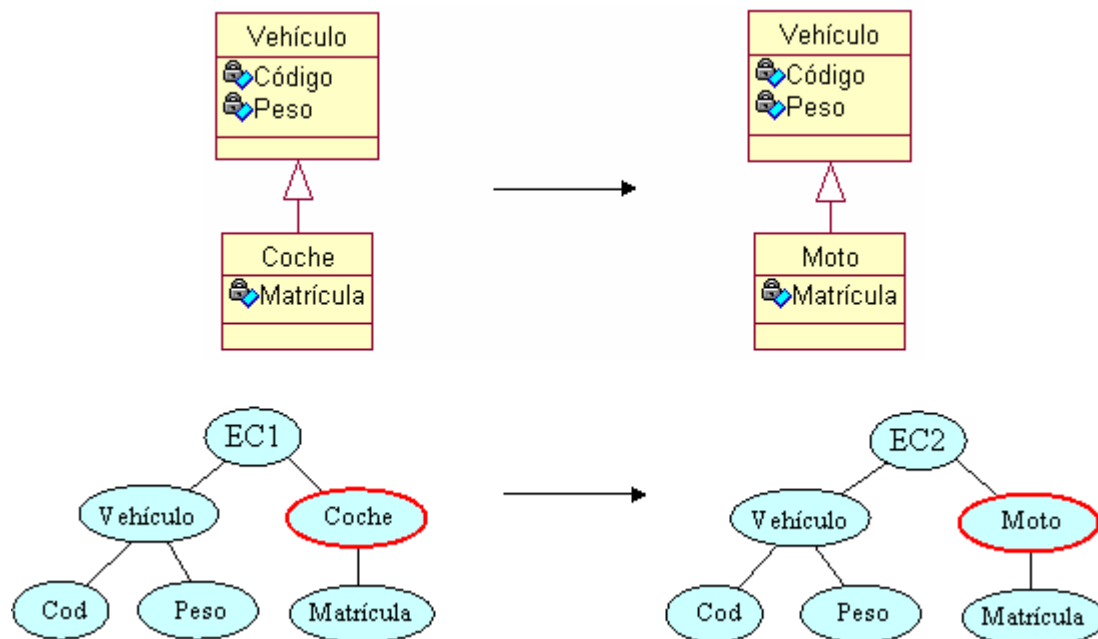 Vehículo
Código
Peso
Coche
Matrícula
Vehículo
Código
Peso
Moto
Matrícula
EC1
Vehículo
Coche
Cod
Peso
Matrícula
EC2
Vehículo
Moto
Cod
Peso
Matrícula